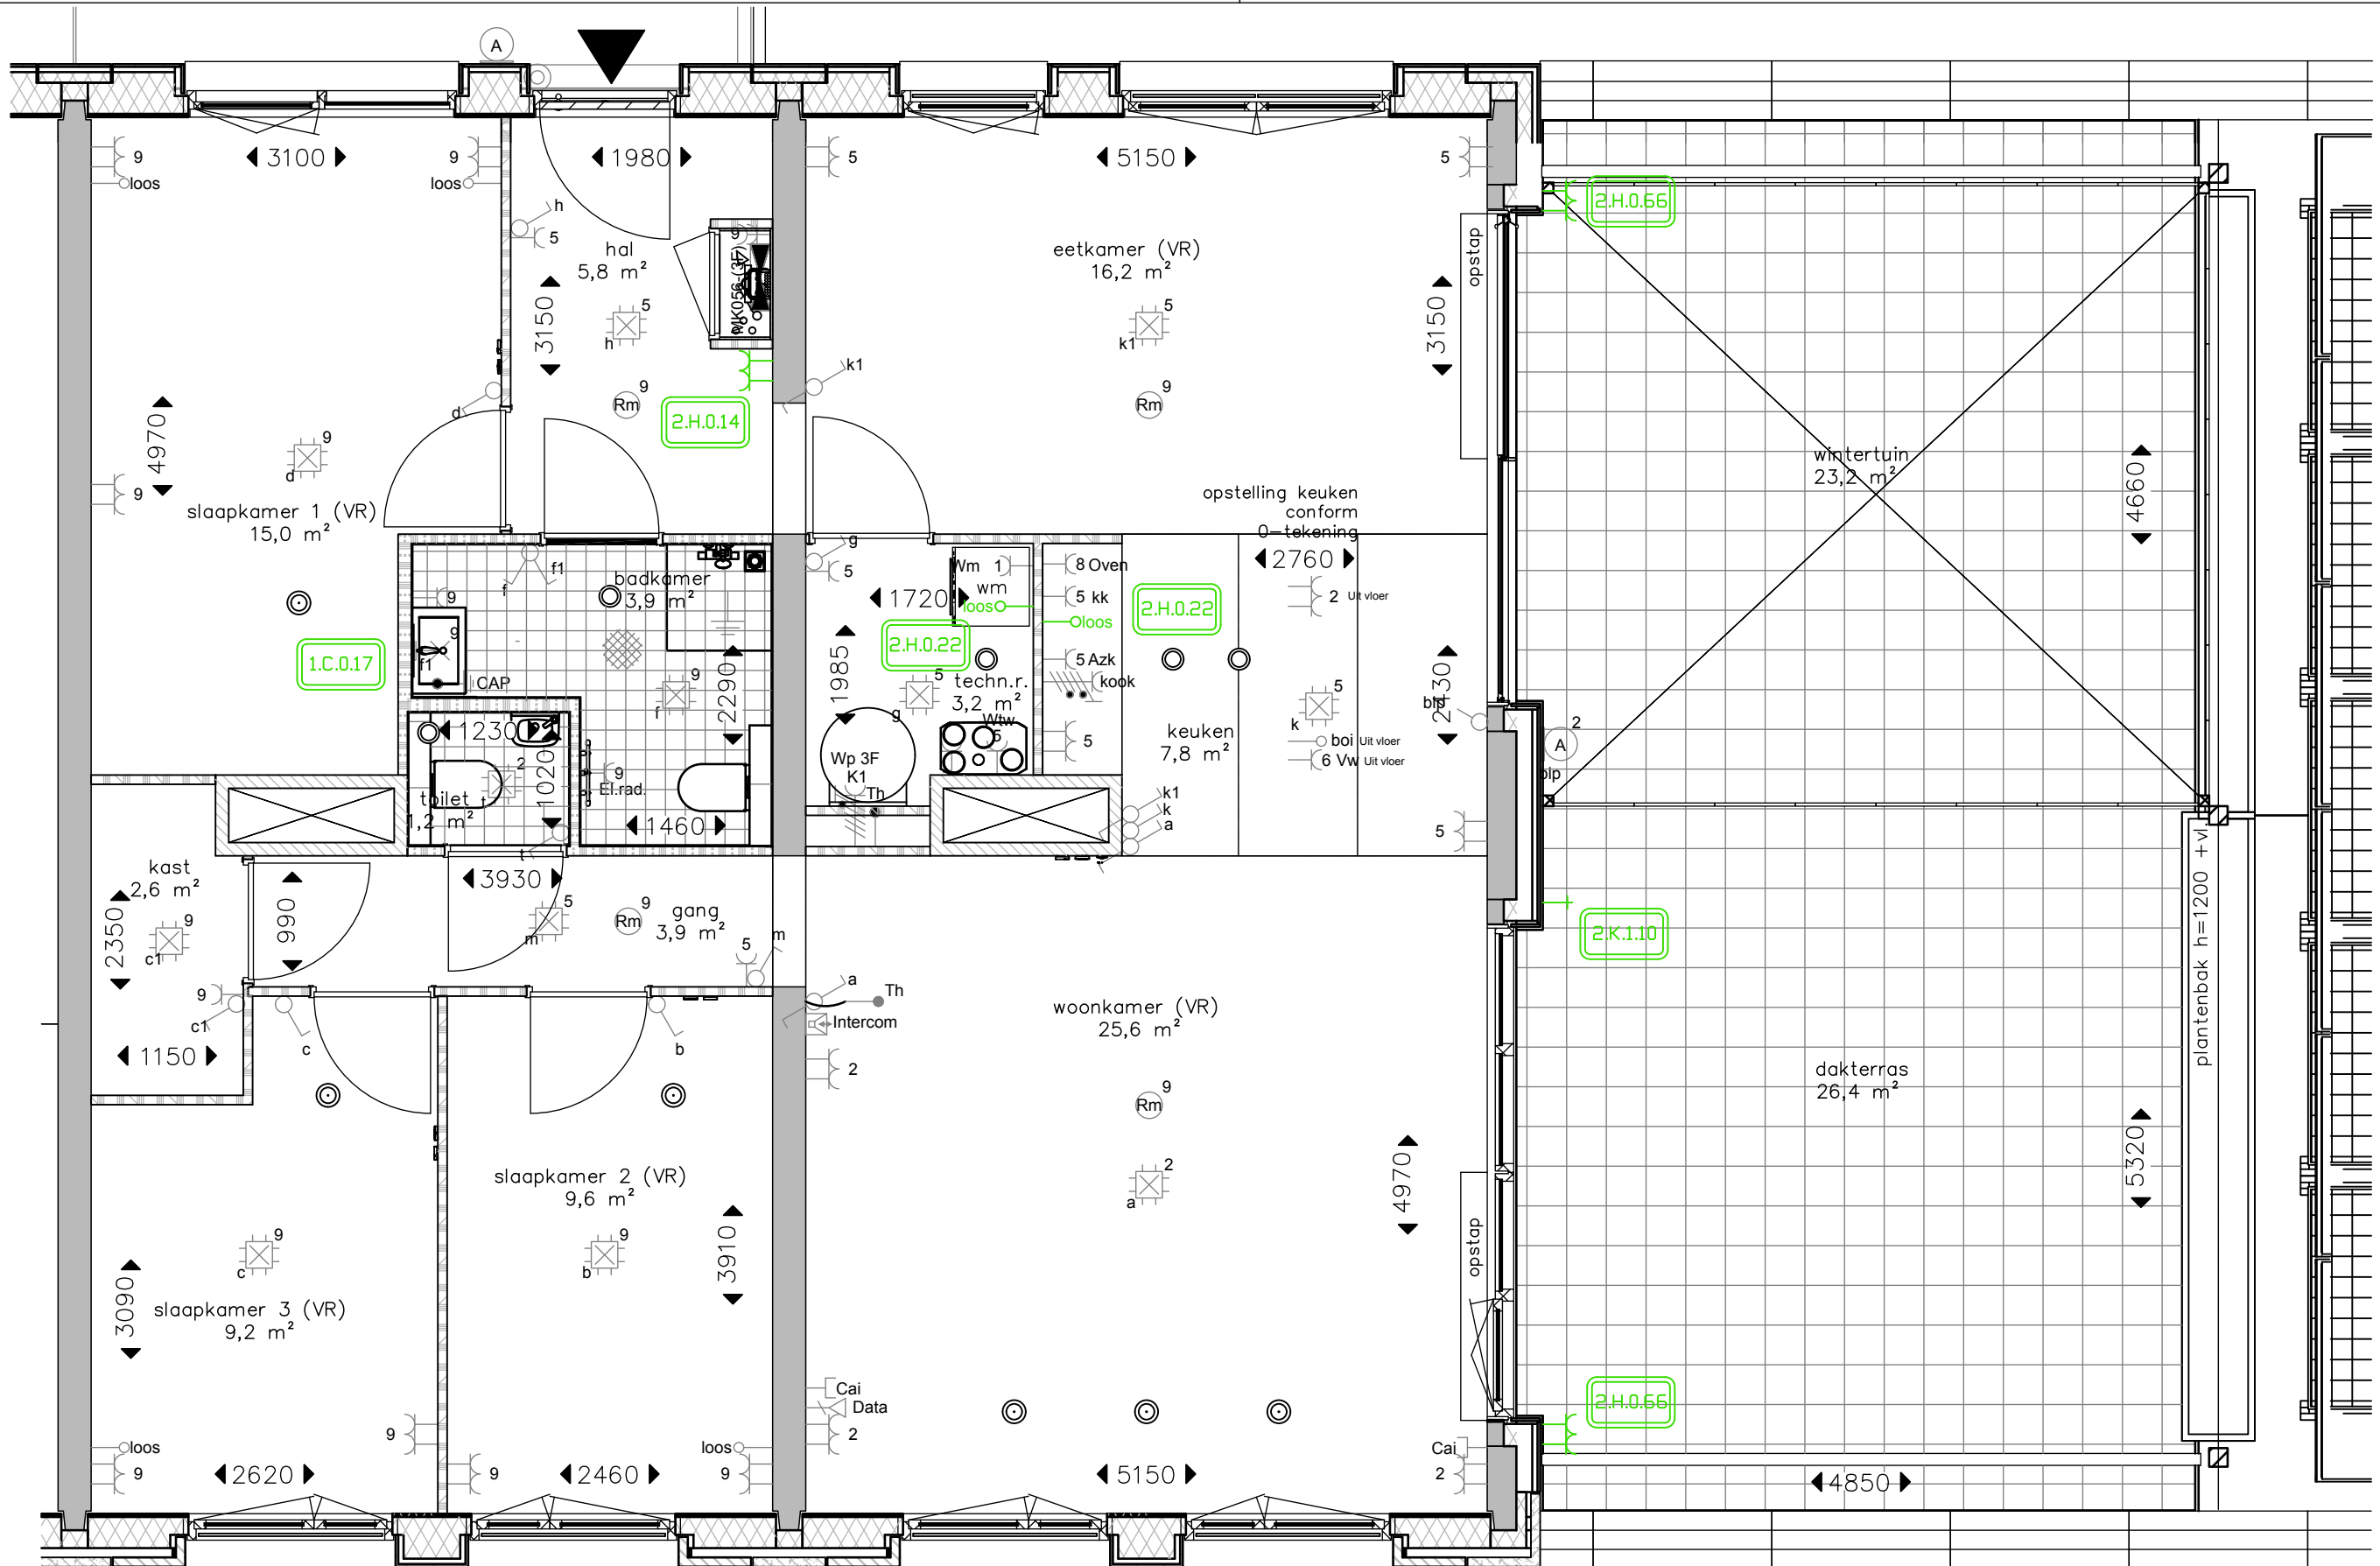 A
9
loos
3100
9
loos
1980
h
5
hal
5,8 m²
3150
5
h
9
MK056-(3F)
Rm
9
2.H.0.14
5
5150
5
eetkamer (VR)
16,2 m²
5
k1
k1
Rm
9
3150
opstap
2.H.0.66
wintertuin
23,2 m²
4660
4970
9
d
d
9
slaapkamer 1 (VR)
15,0 m²
1.C.0.17
f1
f
badkamer
3,9 m²
9
9
f1
CAP
9
f
2290
1230
1020
2
toilet
t
1,2 m²
t
9
El.rad.
1460
g
5
1720
Wm 1
wm
loos
2.H.0.22
1985
5
techn.r.
3,2 m²
g
Wtw
5
Wp 3F
K1
Th
opstelling keuken
conform
0-tekening
2760
8 Oven
5 kk
loos
2.H.0.22
5 Azk
kook
5
2 Uit vloer
5
k
keuken
7,8 m²
boi Uit vloer
6 Vw Uit vloer
2430
blp
A
2
blp
k1
k
a
5
kast
2,6 m²
2350
9
c1
990
9
c1
1150
3930
5
m
Rm
9
gang
3,9 m²
5
m
c
b
a
Th
Intercom
2
woonkamer (VR)
25,6 m²
Rm
9
2
a
4970
opstap
2.K.1.10
dakterras
26,4 m²
5320
plantenbak h=1200 +vl.
slaapkamer 2 (VR)
9,6 m²
9
b
3910
9
c
3090
slaapkamer 3 (VR)
9,2 m²
9
loos
9
2620
9
2460
loos
9
Cai
Data
2
5150
Cai
2
2.H.0.66
4850